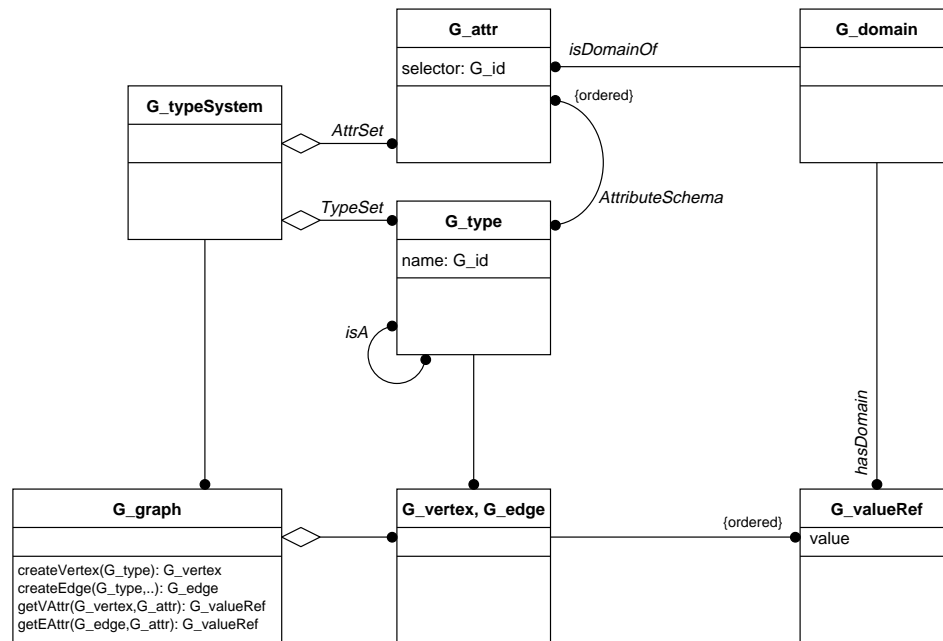 G_attr
selector: G_id
isDomainOf
G_domain
{ordered}
G_typeSystem
AttrSet
TypeSet
AttributeSchema
G_type
name: G_id
isA
hasDomain
G_graph
createVertex(G_type): G_vertex
createEdge(G_type,..): G_edge
getVAttr(G_vertex,G_attr): G_valueRef
getEAttr(G_edge,G_attr): G_valueRef
G_vertex, G_edge
{ordered}
G_valueRef
value